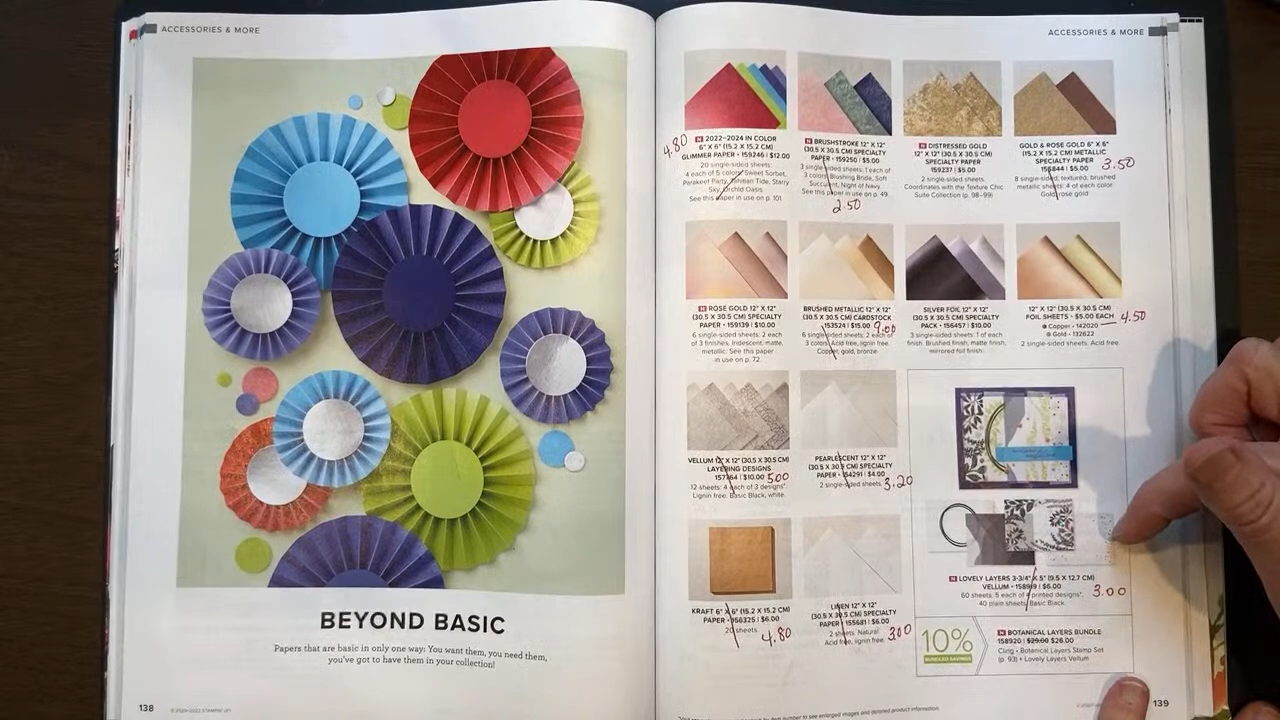 ACCESSORIES & MORE
BEYOND BASIC
Papers that are basic in only one way: You want them, you need them,
you've got to have them in your collection!
138
ACCESSORIES & MORE
4.80
N 2022–2024 IN COLOR
6" X 6" (15.2 X 15.2 CM)
GLIMMER PAPER • 159246 | $12.00
20 single-sided sheets:
4 each of 5 colors. Sweet Sorbet,
Parakeet Party, Tahitian Tide, Starry
Sky, Orchid Oasis
See this paper in use on p. 101.
N BRUSHSTROKE 12" X 12"
(30.5 X 30.5 CM) SPECIALTY
PAPER • 159250 | $5.00
3 single-sided sheets: 1 each of
3 colors. Blushing Bride, Soft
Succulent, Night of Navy
See this paper in use on p. 49.
2.50
N DISTRESSED GOLD
12" X 12" (30.5 X 30.5 CM)
SPECIALTY PAPER
159237 | $5.00
2 single-sided sheets.
Coordinates with the Texture Chic
Suite Collection (p. 98–99)
GOLD & ROSE GOLD 6" X 6"
(15.2 X 15.2 CM) METALLIC
SPECIALTY PAPER
156844 | $5.00
3.50
8 single-sided, textured, brushed
metallic sheets: 4 of each color
Gold, rose gold
N ROSE GOLD 12" X 12"
(30.5 X 30.5 CM) SPECIALTY
PAPER • 159139 | $10.00
6 single-sided sheets: 2 each
of 3 finishes. Iridescent, matte,
metallic. See this paper
in use on p. 72.
BRUSHED METALLIC 12" X 12"
(30.5 X 30.5 CM) CARDSTOCK
153524 | $15.00 9.00
6 single-sided sheets: 2 each of
3 colors. Acid free, lignin free.
Copper, gold, bronze
SILVER FOIL 12" X 12"
(30.5 X 30.5 CM) SPECIALTY
PACK • 156457 | $10.00
3 single-sided sheets: 1 of each
finish. Brushed finish, matte finish,
mirrored foil finish.
12" X 12" (30.5 X 30.5 CM)
FOIL SHEETS • $5.00 EACH
Copper • 142020 — 4.50
Gold • 132622
2 single-sided sheets. Acid free.
VELLUM 12" X 12" (30.5 X 30.5 CM)
LAYERING DESIGNS
157764 | $10.00 5.00
12 sheets: 4 each of 3 designs*.
Lignin free. Basic Black, white
PEARLESCENT 12" X 12"
(30.5 X 30.5 CM) SPECIALTY
PAPER • 154291 | $4.00
2 single-sided sheets. 3.20
KRAFT 6" X 6" (15.2 X 15.2 CM)
PAPER • 156325 | $6.00
20 sheets.
4.80
LINEN 12" X 12"
(30.5 X 30.5 CM) SPECIALTY
PAPER • 155681 | $6.00
2 sheets. Natural
Acid free, lignin free 3.00
N LOVELY LAYERS 3-3/4" X 5" (9.5 X 12.7 CM)
VELLUM • 158919 | $6.00
60 sheets: 5 each of 4 printed designs*,
40 plain sheets. Basic Black
3.00
10%
BUNDLED SAVINGS
N BOTANICAL LAYERS BUNDLE
158920 | $29.00 $26.00
Cling • Botanical Layers Stamp Set
(p. 93) + Lovely Layers Vellum
139